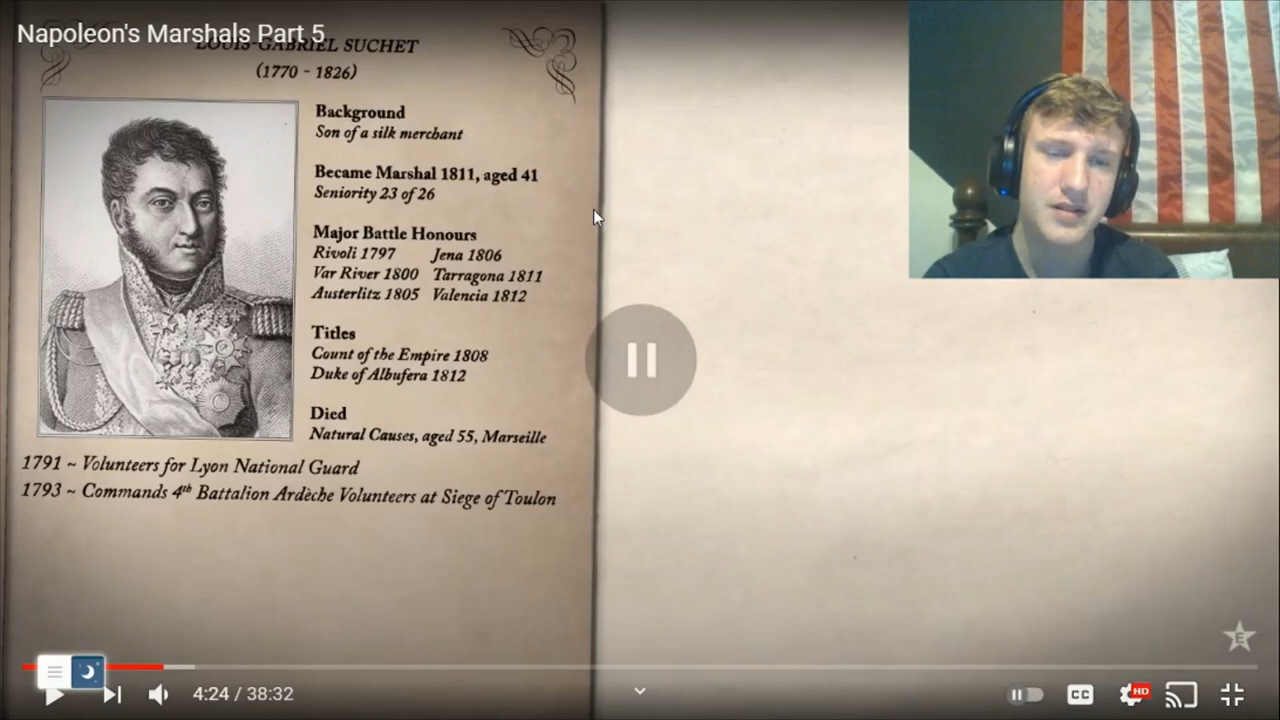 Napoleon's Marshals Part 5
LOUIS-GABRIEL SUCHET
(1770 - 1826)
Background
Son of a silk merchant
Became Marshal 1811, aged 41
Seniority 23 of 26
Major Battle Honours
Rivoli 1797 Jena 1806
Var River 1800 Tarragona 1811
Austerlitz 1805 Valencia 1812
Titles
Count of the Empire 1808
Duke of Albufera 1812
Died
Natural Causes, aged 55, Marseille
1791 ~ Volunteers for Lyon National Guard
1793 ~ Commands 4th Battalion Ardèche Volunteers at Siege of Toulon
E
4:24 / 38:32
CC
HD